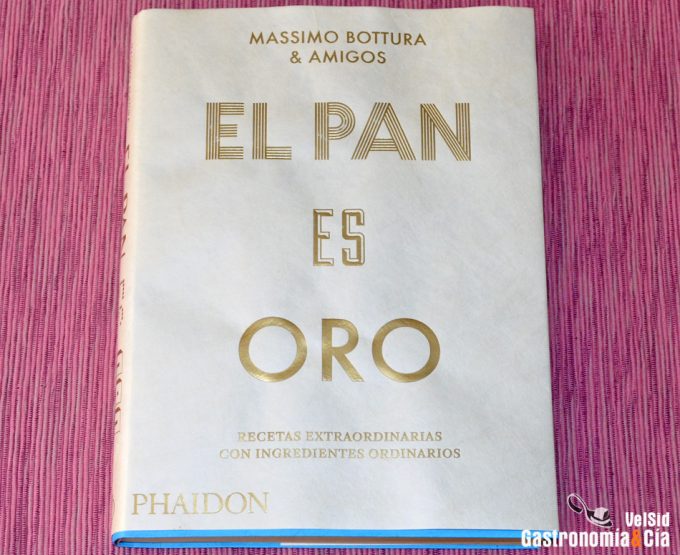 MASSIMO BOTTURA
& AMIGOS
EL PAN
ES
ORO
RECETAS EXTRAORDINARIAS
CON INGREDIENTES ORDINARIOS
PHAIDON
VelSid
Gastronomía&Cía